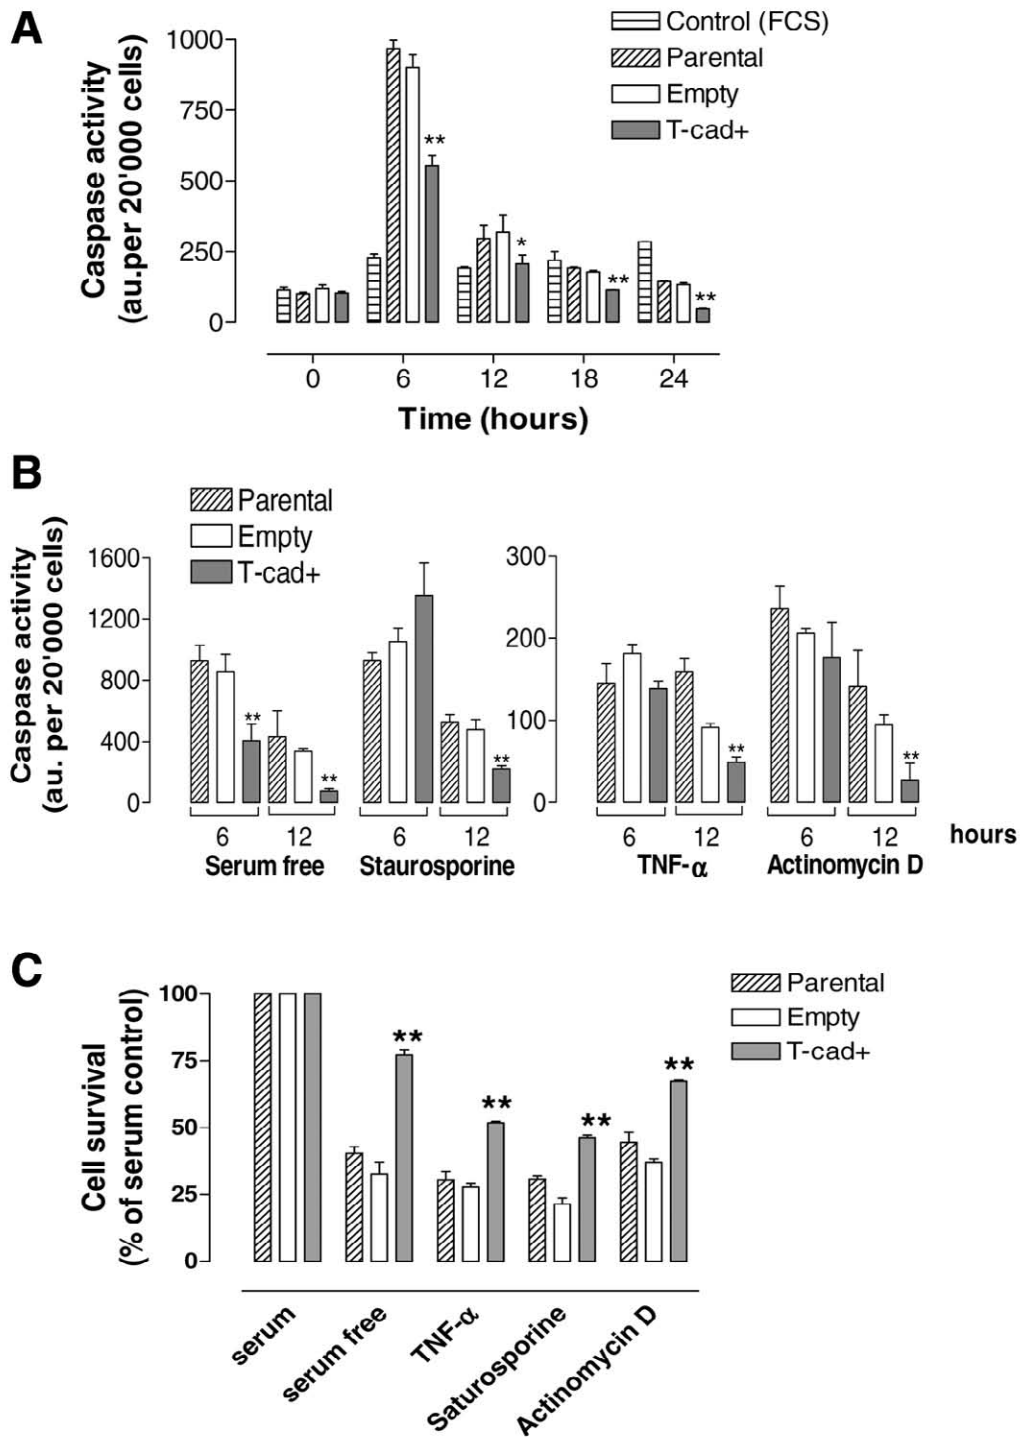 A
Control (FCS)
Parental
Empty
T-cad+
Caspase activity
(au.per 20'000 cells)
1000
750
500
250
0
**
*
**
**
0 6 12 18 24
Time (hours)
B
Parental
Empty
T-cad+
Caspase activity
(au. per 20'000 cells)
1600
1200
800
400
0
**
**
**
300
200
100
0
**
**
6 12 6 12 6 12 6 12 hours
Serum free Staurosporine TNF-α Actinomycin D
C
Parental
Empty
T-cad+
Cell survival
(% of serum control)
100
75
50
25
0
**
**
**
**
serum
serum free
TNF-α
Saturosporine
Actinomycin D